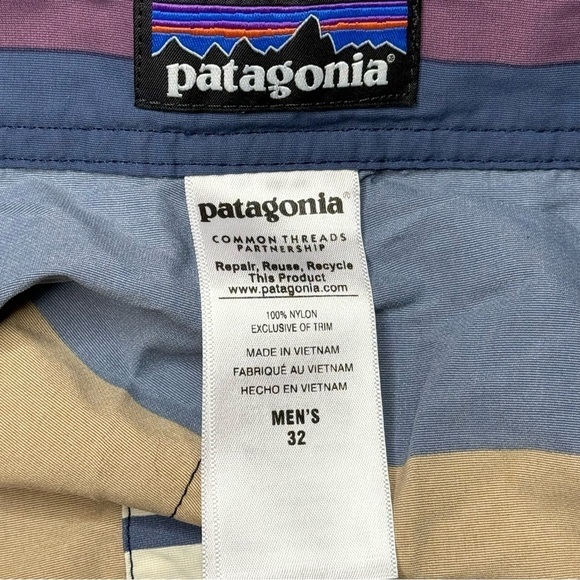 patagonia®
patagonia®
COMMON THREADS
PARTNERSHIP
Repair, Reuse, Recycle
This Product
www.patagonia.com
100% NYLON
EXCLUSIVE OF TRIM
MADE IN VIETNAM
FABRIQUÉ AU VIETNAM
HECHO EN VIETNAM
MEN'S
32